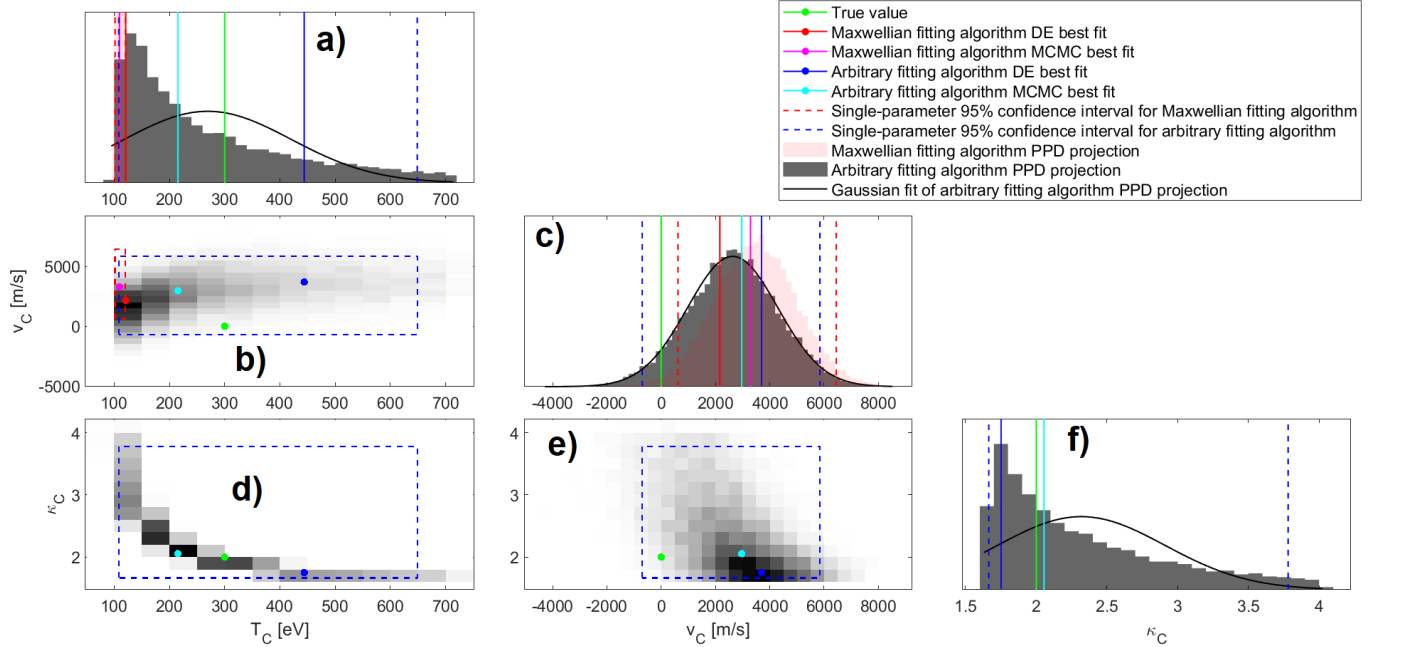 a)
True value
Maxwellian fitting algorithm DE best fit
Maxwellian fitting algorithm MCMC best fit
Arbitrary fitting algorithm DE best fit
Arbitrary fitting algorithm MCMC best fit
Single-parameter 95% confidence interval for Maxwellian fitting algorithm
Single-parameter 95% confidence interval for arbitrary fitting algorithm
Maxwellian fitting algorithm PPD projection
Arbitrary fitting algorithm PPD projection
Gaussian fit of arbitrary fitting algorithm PPD projection
100 200 300 400 500 600 700
b)
v_C [m/s]
5000
0
-5000
100 200 300 400 500 600 700
c)
-4000 -2000 0 2000 4000 6000 8000
d)
κ_C
4
3
2
100 200 300 400 500 600 700
T_C [eV]
e)
4
3
2
-4000 -2000 0 2000 4000 6000 8000
v_C [m/s]
f)
1.5 2 2.5 3 3.5 4
κ_C